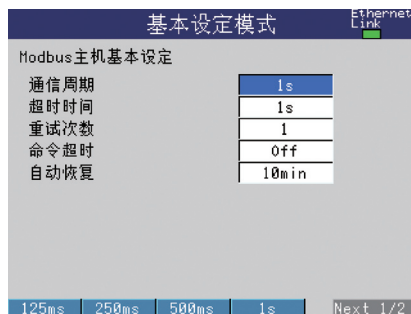 基本设定模式
Ethernet
Link
Modbus主机基本设定
通信周期 1s
超时时间 1s
重试次数 1
命令超时 Off
自动恢复 10min
125ms 250ms 500ms 1s Next 1/2